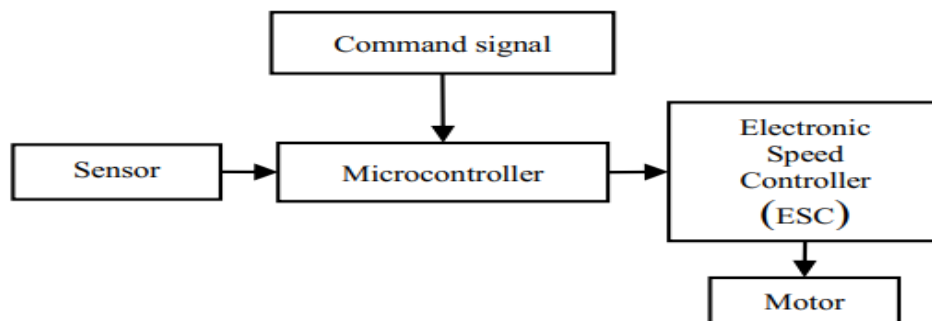 Command signal
Sensor
Microcontroller
Electronic
Speed
Controller
(ESC)
Motor